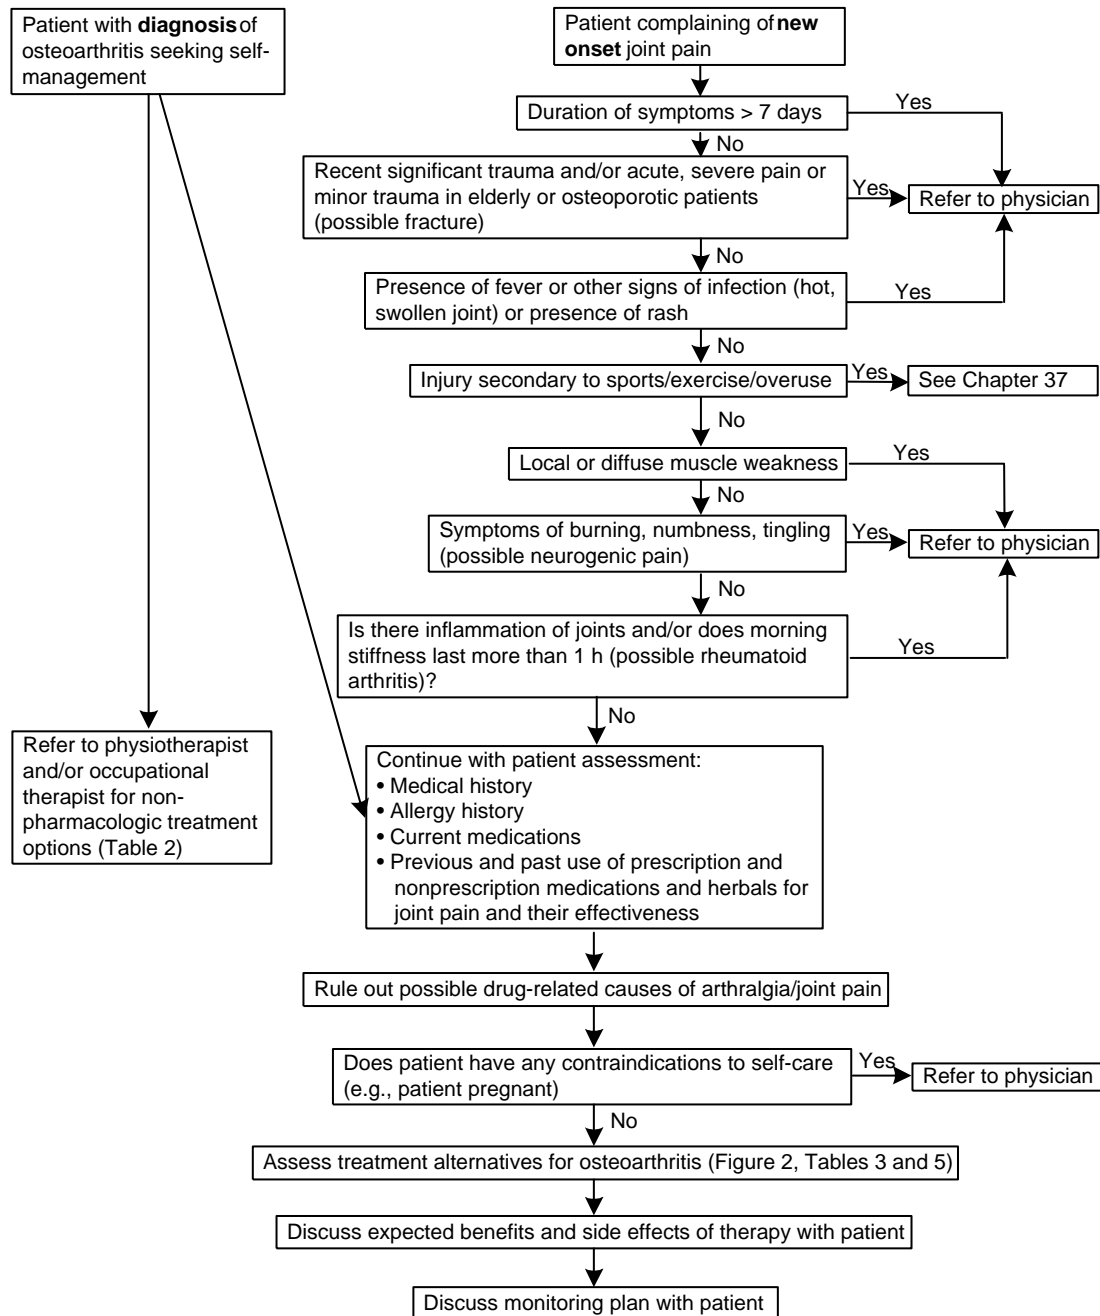 Patient with diagnosis of
osteoarthritis seeking self-
management
Patient complaining of new
onset joint pain
Duration of symptoms > 7 days
Yes
No
Recent significant trauma and/or acute, severe pain or
minor trauma in elderly or osteoporotic patients
(possible fracture)
Yes
Refer to physician
No
Presence of fever or other signs of infection (hot,
swollen joint) or presence of rash
Yes
No
Injury secondary to sports/exercise/overuse
Yes
See Chapter 37
No
Local or diffuse muscle weakness
Yes
No
Symptoms of burning, numbness, tingling
(possible neurogenic pain)
Yes
Refer to physician
No
Is there inflammation of joints and/or does morning
stiffness last more than 1 h (possible rheumatoid
arthritis)?
Yes
No
Refer to physiotherapist
and/or occupational
therapist for non-
pharmacologic treatment
options (Table 2)
Continue with patient assessment:
• Medical history
• Allergy history
• Current medications
• Previous and past use of prescription and
nonprescription medications and herbals for
joint pain and their effectiveness
Rule out possible drug-related causes of arthralgia/joint pain
Does patient have any contraindications to self-care
(e.g., patient pregnant)
Yes
Refer to physician
No
Assess treatment alternatives for osteoarthritis (Figure 2, Tables 3 and 5)
Discuss expected benefits and side effects of therapy with patient
Discuss monitoring plan with patient